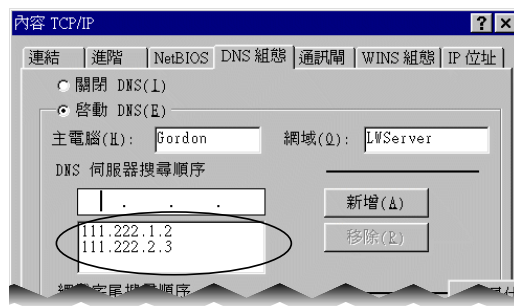 內容 TCP/IP
連結 進階 NetBIOS DNS 組態 通訊閘 WINS 組態 IP 位址
關閉 DNS(I)
啓動 DNS(E)
主電腦(H): Gordon 網域(O): LWServer
DNS 伺服器搜尋順序
新增(A)
111.222.1.2
111.222.2.3
移除(R)